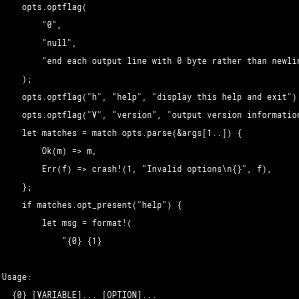 opts.optflag(
"0",
"null",
"end each output line with 0 byte rather than
);
opts.optflag("h", "help", "display this help and exit")
opts.optflag("V", "version", "output version information
let matches = match opts.parse(&args[1..]) {
Ok(m) => m,
Err(f) => crash!(1, "Invalid options\n{}", f),
};
if matches.opt_present("help") {
let msg = format!(
"{0} {1}
Usage:
{0} [VARIABLE]... [OPTION]...